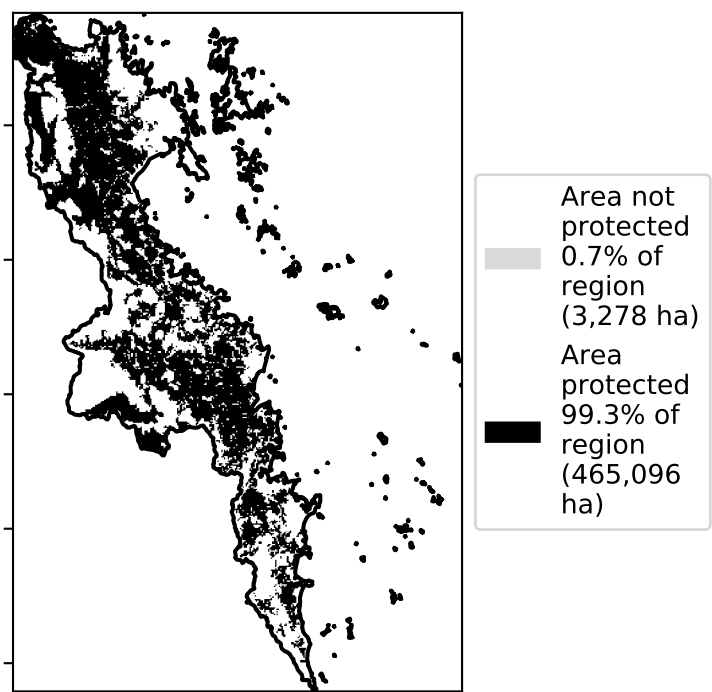 Area not
protected
0.7% of
region
(3,278 ha)
Area
protected
99.3% of
region
(465,096
ha)